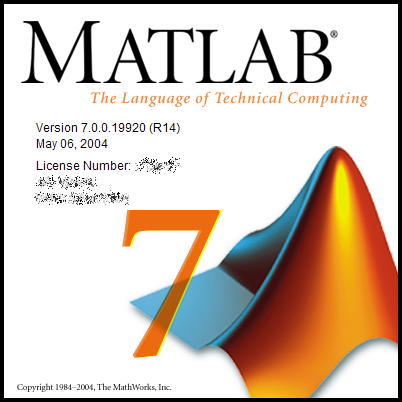 MATLAB®
The Language of Technical Computing
Version 7.0.0.19920 (R14)
May 06, 2004
License Number:
7
Copyright 1984–2004, The MathWorks, Inc.